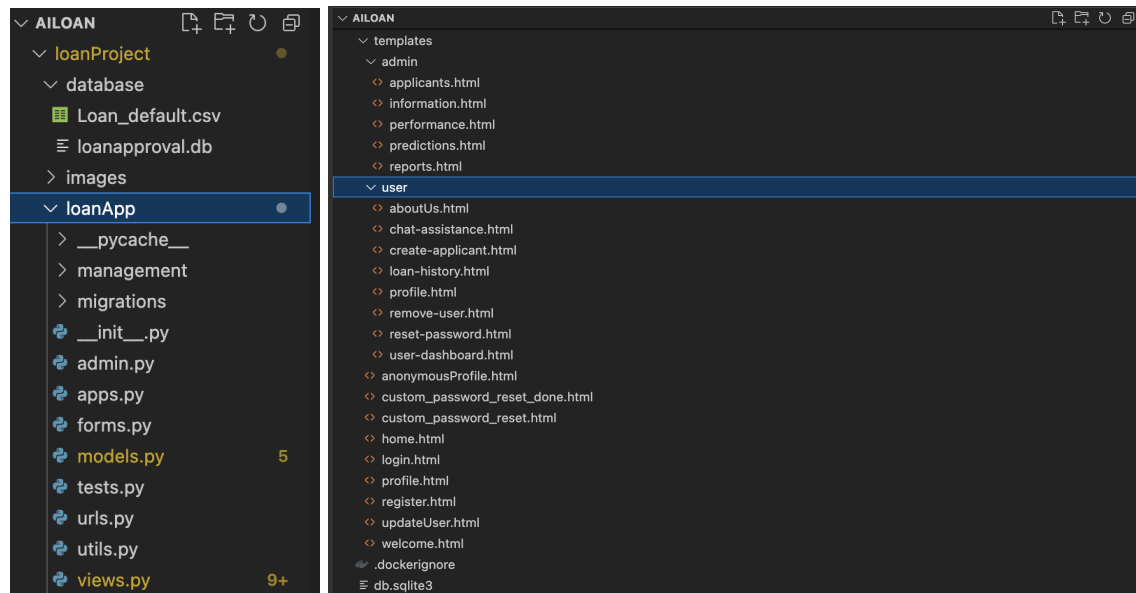 AILOAN
loanProject
database
Loan_default.csv
loanapproval.db
images
loanApp
__pycache__
management
migrations
__init__.py
admin.py
apps.py
forms.py
models.py 5
tests.py
urls.py
utils.py
views.py 9+
AILOAN
templates
admin
applicants.html
information.html
performance.html
predictions.html
reports.html
user
aboutUs.html
chat-assistance.html
create-applicant.html
loan-history.html
profile.html
remove-user.html
reset-password.html
user-dashboard.html
anonymousProfile.html
custom_password_reset_done.html
custom_password_reset.html
home.html
login.html
profile.html
register.html
updateUser.html
welcome.html
.dockerignore
db.sqlite3